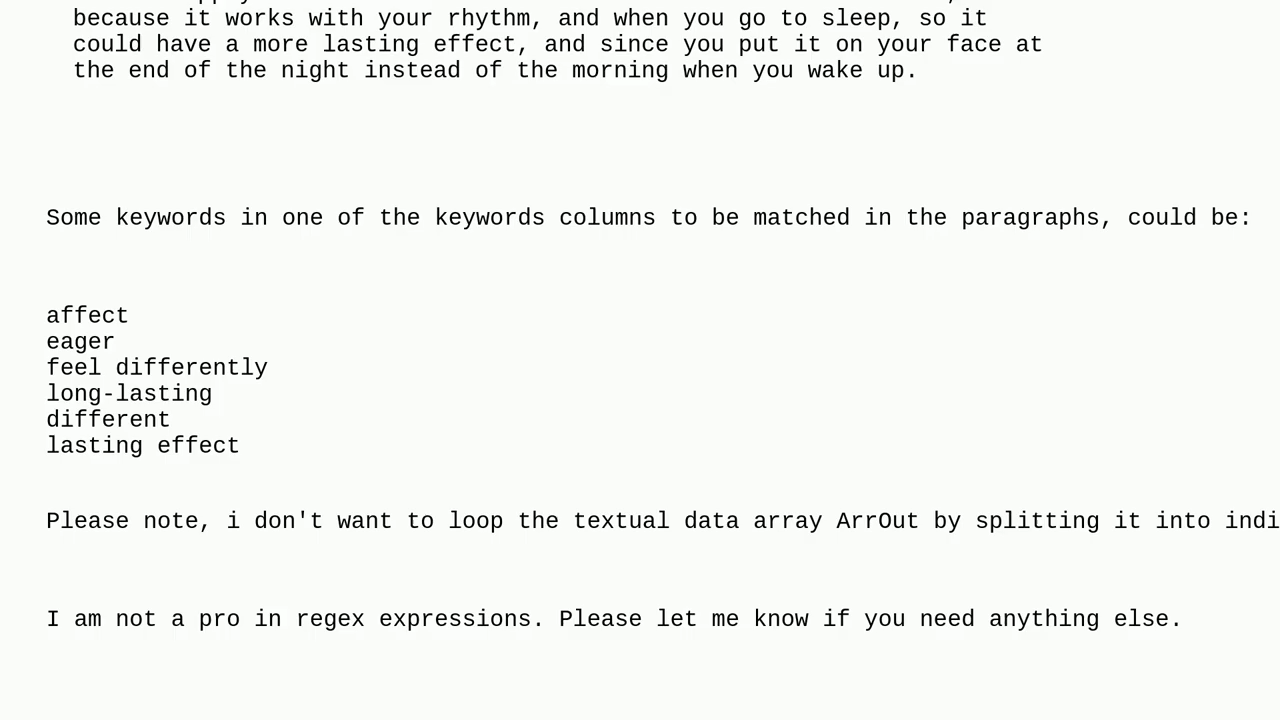 because it works with your rhythm, and when you go to sleep, so it
could have a more lasting effect, and since you put it on your face at
the end of the night instead of the morning when you wake up.
Some keywords in one of the keywords columns to be matched in the paragraphs, could be:
affect
eager
feel differently
long-lasting
different
lasting effect
Please note, i don't want to loop the textual data array ArrOut by splitting it into
I am not a pro in regex expressions. Please let me know if you need anything else.